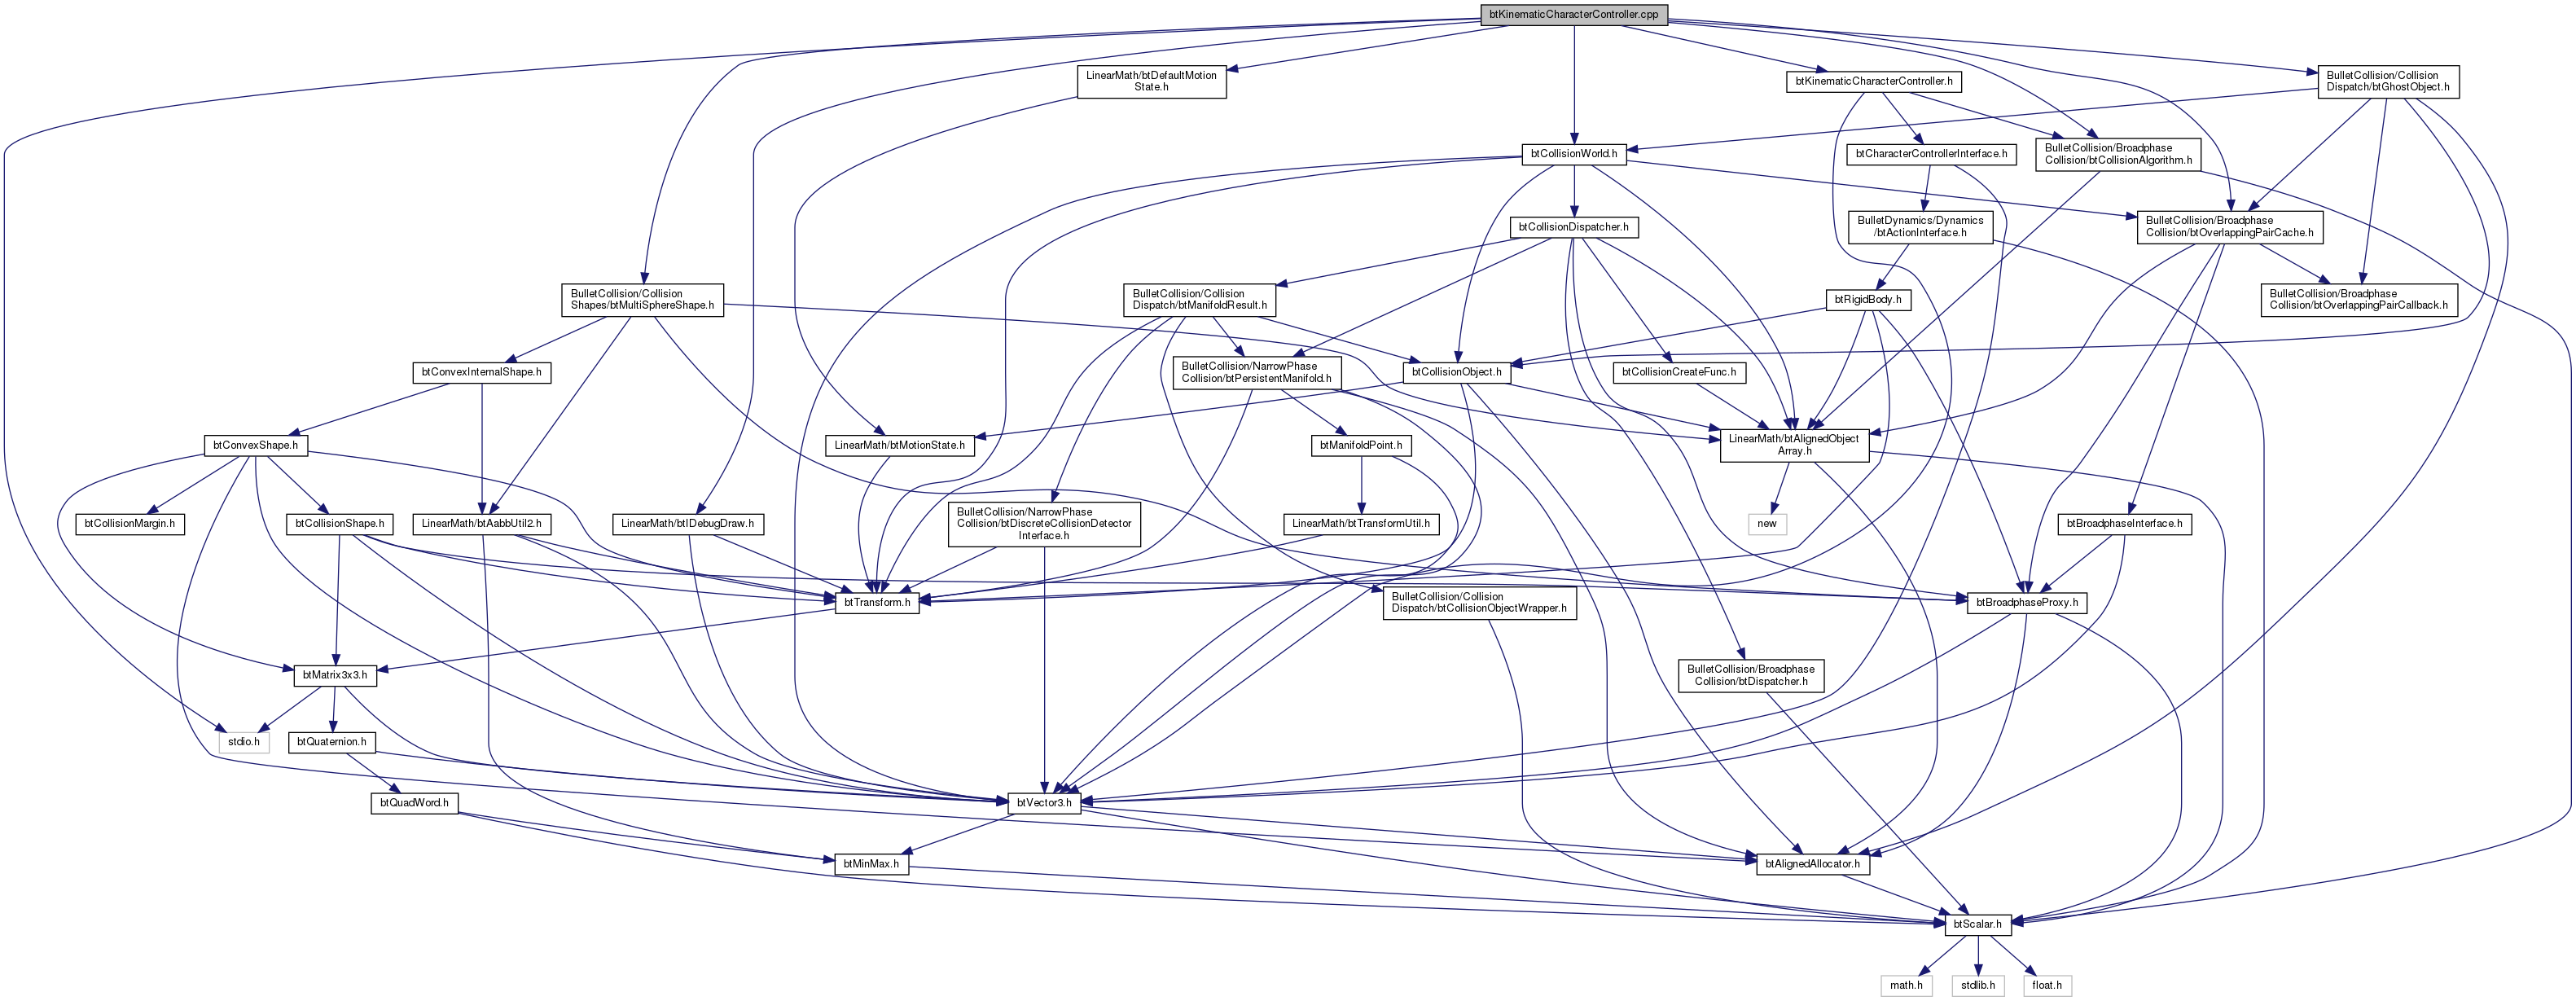 btKinematicCharacterController.cpp
LinearMath/btDefaultMotion
State.h
btKinematicCharacterController.h
BulletCollision/Collision
Dispatch/btGhostObject.h
btCollisionWorld.h
btCharacterControllerInterface.h
BulletCollision/Broadphase
Collision/btCollisionAlgorithm.h
btCollisionDispatcher.h
BulletDynamics/Dynamics
/btActionInterface.h
BulletCollision/Broadphase
Collision/btOverlappingPairCache.h
BulletCollision/Collision
Shapes/btMultiSphereShape.h
BulletCollision/Collision
Dispatch/btManifoldResult.h
btRigidBody.h
BulletCollision/Broadphase
Collision/btOverlappingPairCallback.h
btConvexInternalShape.h
BulletCollision/NarrowPhase
Collision/btPersistentManifold.h
btCollisionObject.h
btCollisionCreateFunc.h
btConvexShape.h
LinearMath/btMotionState.h
btManifoldPoint.h
LinearMath/btAlignedObject
Array.h
btCollisionMargin.h
btCollisionShape.h
LinearMath/btAabbUtil2.h
LinearMath/btIDebugDraw.h
BulletCollision/NarrowPhase
Collision/btDiscreteCollisionDetector
Interface.h
LinearMath/btTransformUtil.h
new
btBroadphaseInterface.h
btTransform.h
BulletCollision/Collision
Dispatch/btCollisionObjectWrapper.h
btBroadphaseProxy.h
btMatrix3x3.h
BulletCollision/Broadphase
Collision/btDispatcher.h
stdio.h
btQuaternion.h
btQuadWord.h
btVector3.h
btMinMax.h
btAlignedAllocator.h
btScalar.h
math.h
stdlib.h
float.h